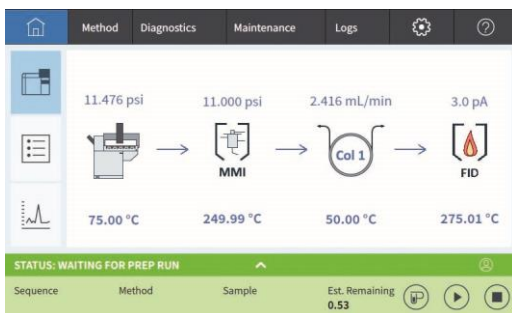 Method Diagnostics Maintenance Logs
11.476 psi 11.000 psi 2.416 mL/min 3.0 pA
Col 1
MMI FID
75.00 °C 249.99 °C 50.00 °C 275.01 °C
STATUS: WAITING FOR PREP RUN
Sequence Method Sample Est. Remaining
0.53